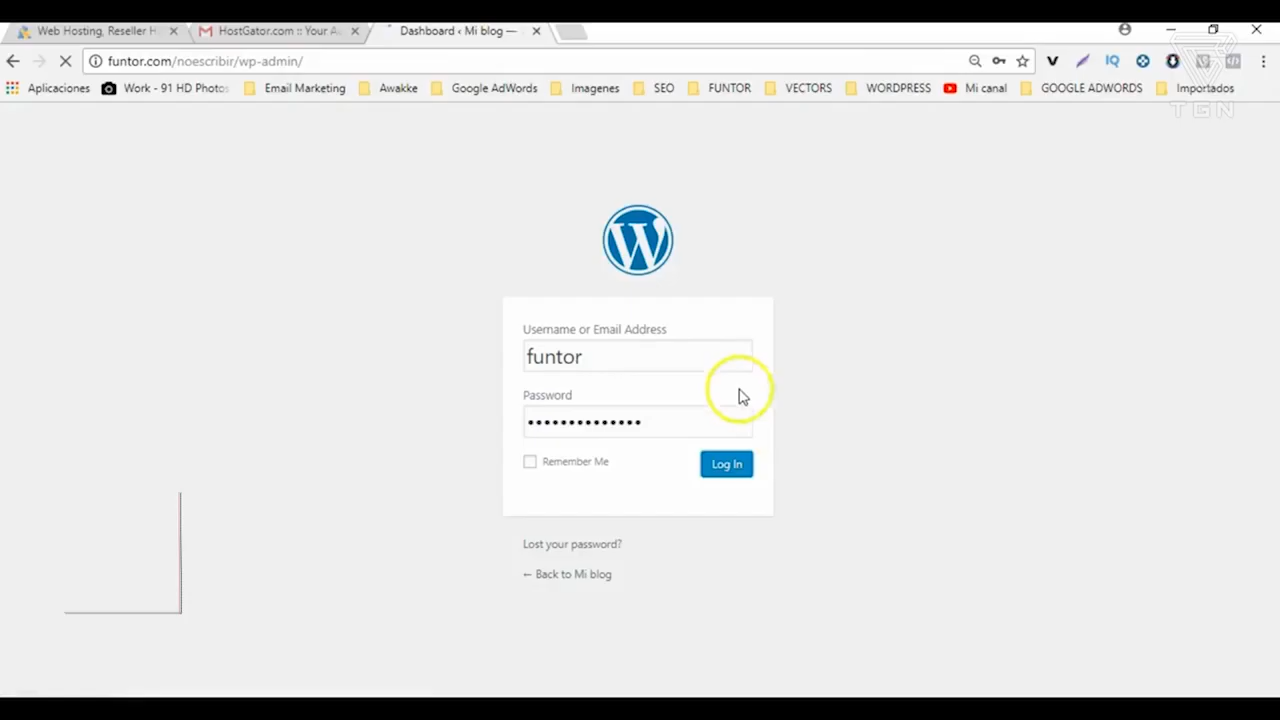 Web Hosting, Reseller H
HostGator.com :: Your A
Dashboard ‹ Mi blog —
funtor.com/noescribir/wp-admin/
Aplicaciones
Work - 91 HD Photos
Email Marketing
Awakke
Google AdWords
Imagenes
SEO
FUNTOR
VECTORS
WORDPRESS
Mi canal
GOOGLE ADWORDS
Importados
IQ
TGN
Username or Email Address
funtor
Password
••••••••••••••
Remember Me
Log In
Lost your password?
← Back to Mi blog